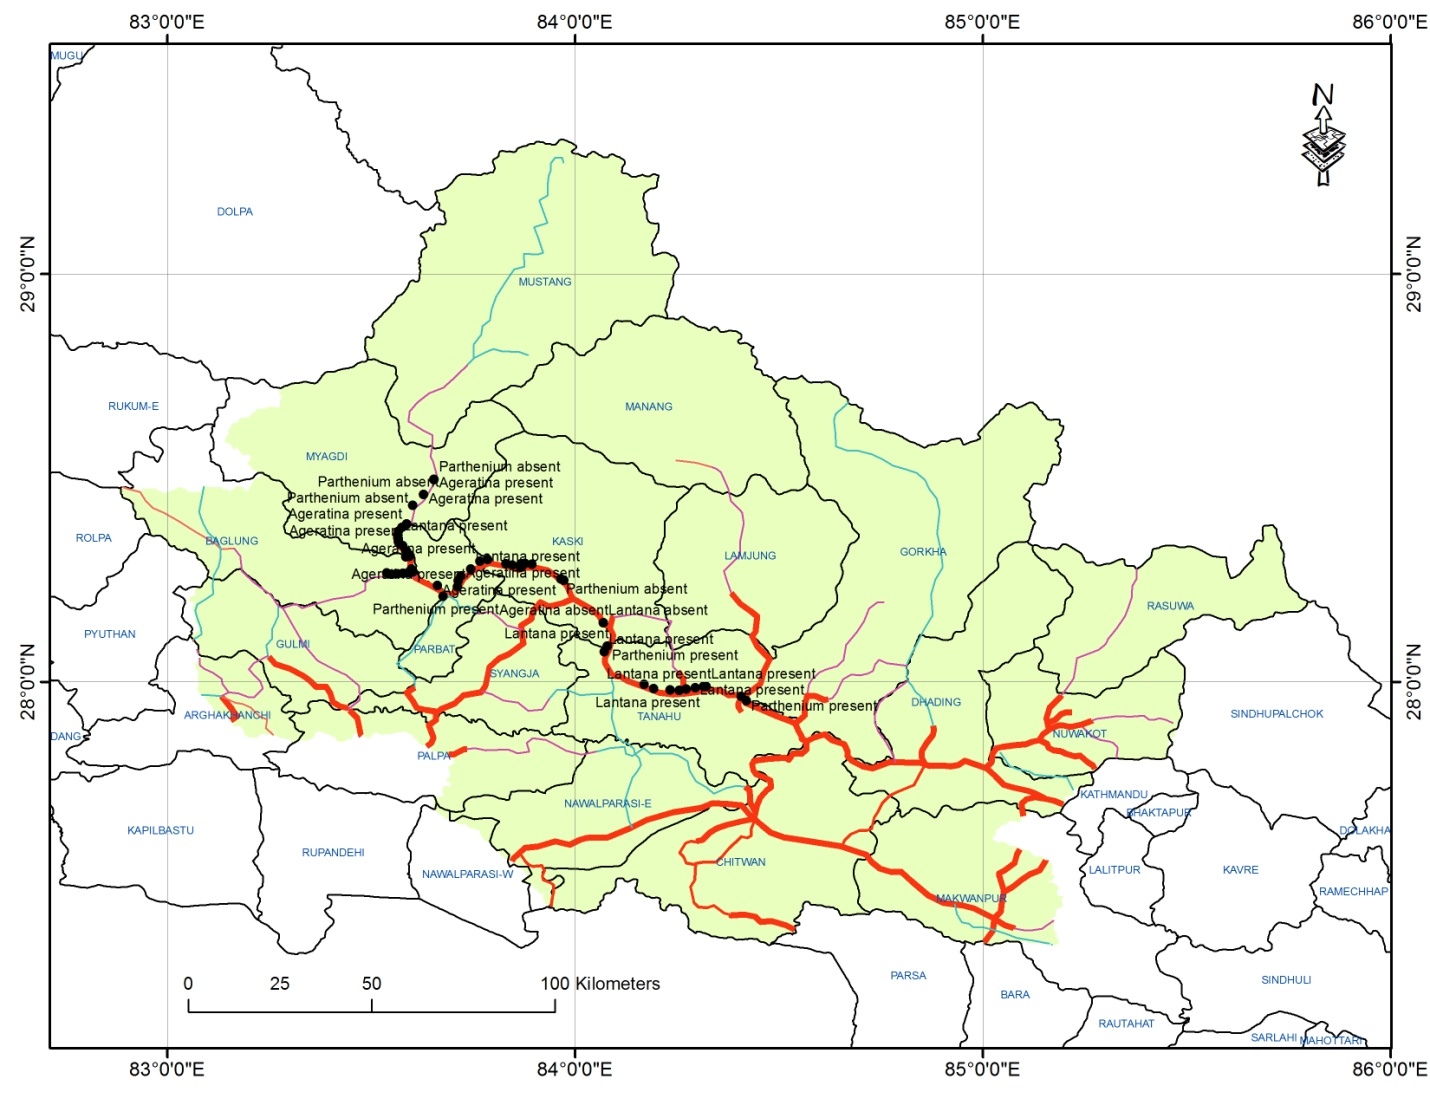 83°0'0"E
84°0'0"E
85°0'0"E
86°0'0"E
MUGU
N
DOLPA
29°0'0"N
29°0'0"N
MUSTANG
RUKUM-E
MANANG
MYAGDI
Parthenium absent
Parthenium absent
Ageratina present
Parthenium absent
Ageratina present
Ageratina present
Lantana present
Ageratina present
ROLPA
BAGLUNG
KASKI
Ageratina present
Lantana present
LAMJUNG
GORKHA
Ageratina present
Ageratina present
Ageratina present
Parthenium absent
RASUWA
Parthenium present
Ageratina absent
Lantana absent
PYUTHAN
Lantana present
Lantana present
GULMI
PARBAT
Parthenium present
SYANGJA
Lantana present
Lantana present
28°0'0"N
28°0'0"N
Lantana present
Lantana present
Parthenium present
DHADING
ARGHAKHANCHI
TANAHU
SINDHUPALCHOK
DANG
NUWAKOT
PALPA
KATHMANDU
NAWALPARASI-E
BHAKTAPUR
KAPILBASTU
DOLAKHA
RUPANDEHI
CHITWAN
NAWALPARASI-W
LALITPUR
KAVRE
RAMECHHAP
MAKWANPUR
PARSA
SINDHULI
0
25
50
100 Kilometers
BARA
RAUTAHAT
SARLAHI
MAHOTTARI
83°0'0"E
84°0'0"E
85°0'0"E
86°0'0"E